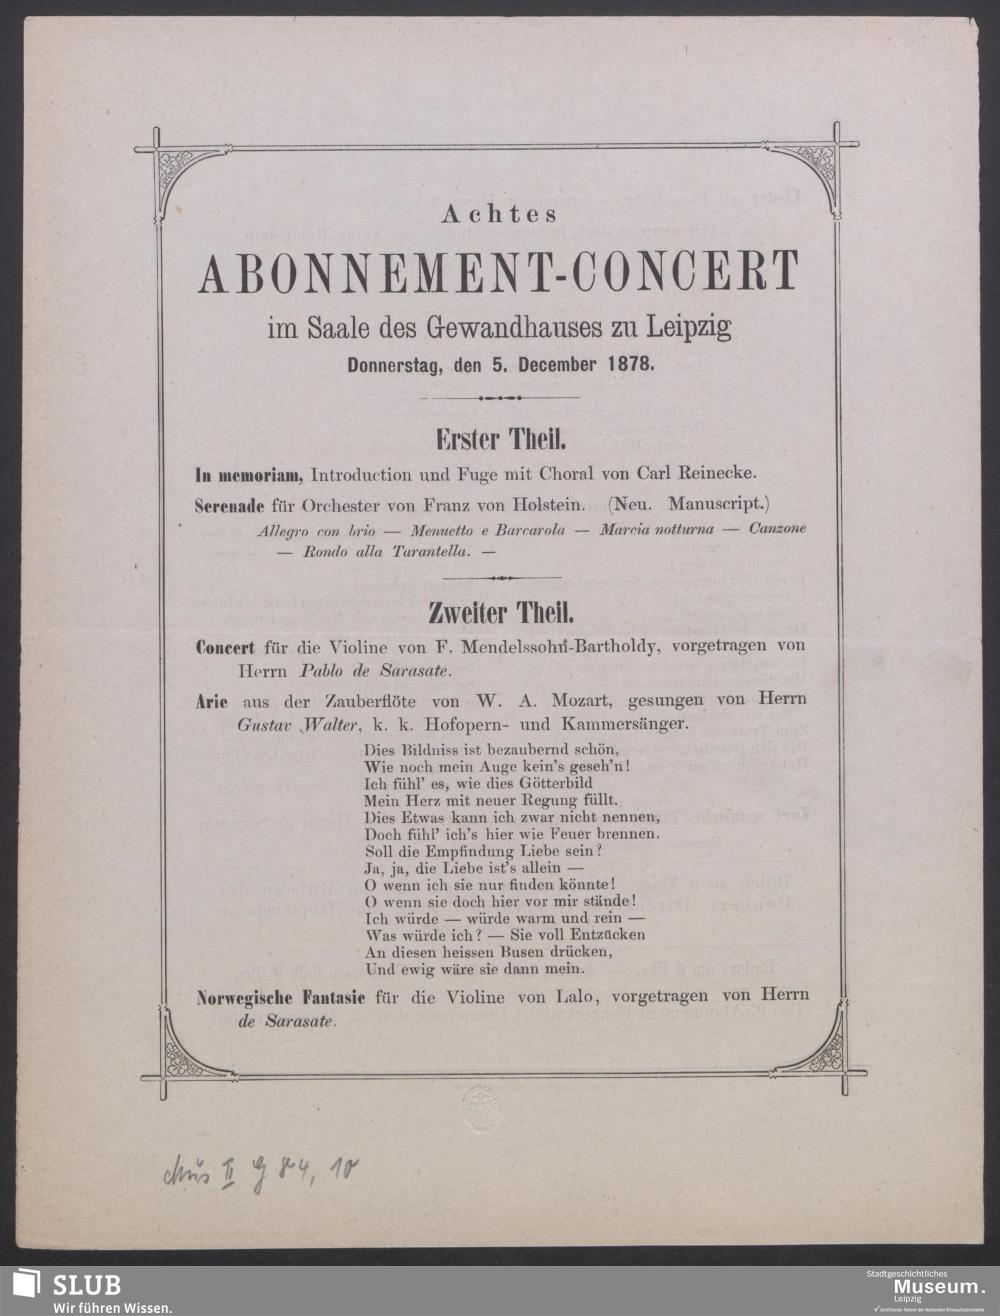 Achtes
ABONNEMENT-CONCERT
im Saale des Gewandhauses zu Leipzig
Donnerstag, den 5. December 1878.
Erster Theil.
In memoriam, Introduction und Fuge mit Choral von Carl Reinecke.
Serenade für Orchester von Franz von Holstein. (Neu. Manuscript.)
Allegro con brio — Menuetto e Barcarola — Marcia notturna — Canzone
— Rondo alla Tarantella. —
Zweiter Theil.
Concert für die Violine von F. Mendelssohn-Bartholdy, vorgetragen von
Herrn Pablo de Sarasate.
Arie aus der Zauberflöte von W. A. Mozart, gesungen von Herrn
Gustav Walter, k. k. Hofopern- und Kammersänger.
Dies Bildniss ist bezaubernd schön,
Wie noch mein Auge kein's geseh'n!
Ich fühl' es, wie dies Götterbild
Mein Herz mit neuer Regung füllt.
Dies Etwas kann ich zwar nicht nennen,
Doch fühl' ich's hier wie Feuer brennen.
Soll die Empfindung Liebe sein?
Ja, ja, die Liebe ist's allein —
O wenn ich sie nur finden könnte!
O wenn sie doch hier vor mir stände!
Ich würde — würde warm und rein —
Was würde ich? — Sie voll Entzücken
An diesen heissen Busen drücken,
Und ewig wäre sie dann mein.
Norwegische Fantasie für die Violine von Lalo, vorgetragen von Herrn
de Sarasate.
Mus II 84, 10
SLUB
Wir führen Wissen.
Stadtgeschichtliches
Museum.
Leipzig
Zertifizierter Partner der Nationalen Klimaschutzinitiative